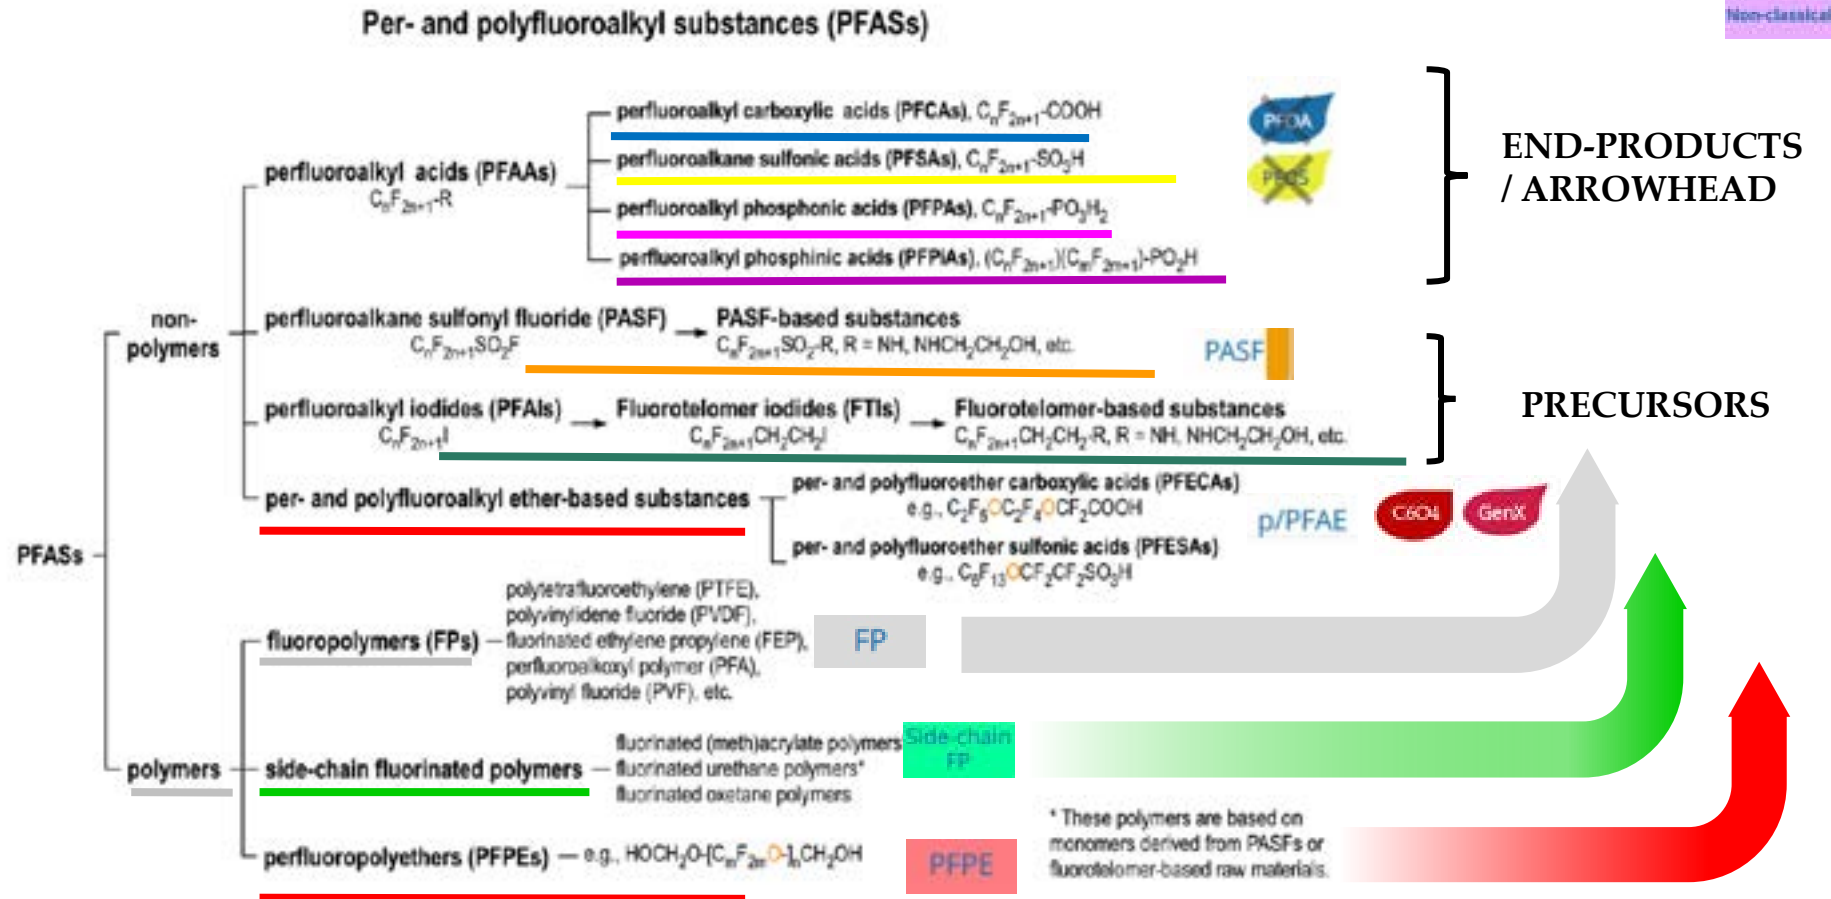 Per- and polyfluoroalkyl substances (PFASs)
Non-classical
perfluoroalkyl carboxylic acids (PFCAs), CnF2n+1-COOH
PFOA
perfluoroalkane sulfonic acids (PFSAs), CnF2n+1-SO3H
PFOS
perfluoroalkyl acids (PFAAs)
CnF2n+1-R
perfluoroalkyl phosphonic acids (PFPAs), CnF2n+1-PO3H2
perfluoroalkyl phosphinic acids (PFPIAs), (CnF2n+1)(CmF2m+1)-PO2H
END-PRODUCTS
/ ARROWHEAD
non-
polymers
perfluoroalkane sulfonyl fluoride (PASF)
CnF2n+1SO2F
PASF-based substances
CnF2n+1SO2-R, R = NH, NHCH2CH2OH, etc.
PASF
perfluoroalkyl iodides (PFAIs)
CnF2n+1I
Fluorotelomer iodides (FTIs)
CnF2n+1CH2CH2I
Fluorotelomer-based substances
CnF2n+1CH2CH2-R, R = NH, NHCH2CH2OH, etc.
PRECURSORS
per- and polyfluoroalkyl ether-based substances
per- and polyfluoroether carboxylic acids (PFECAs)
e.g., C2F5OC2F4OCF2COOH
per- and polyfluoroether sulfonic acids (PFESAs)
e.g., C6F13OCF2CF2SO3H
p/PFAE
C6O4
GenX
PFASs
fluoropolymers (FPs)
polytetrafluoroethylene (PTFE),
polyvinylidene fluoride (PVDF),
fluorinated ethylene propylene (FEP),
perfluoroalkoxyl polymer (PFA),
polyvinyl fluoride (PVF), etc.
FP
polymers
side-chain fluorinated polymers
fluorinated (meth)acrylate polymers
fluorinated urethane polymers*
fluorinated oxetane polymers
Side-chain
FP
perfluoropolyethers (PFPEs)
e.g., HOCH2O-[CmF2mO-]nCH2OH
PFPE
* These polymers are based on
monomers derived from PASFs or
fluorotelomer-based raw materials.